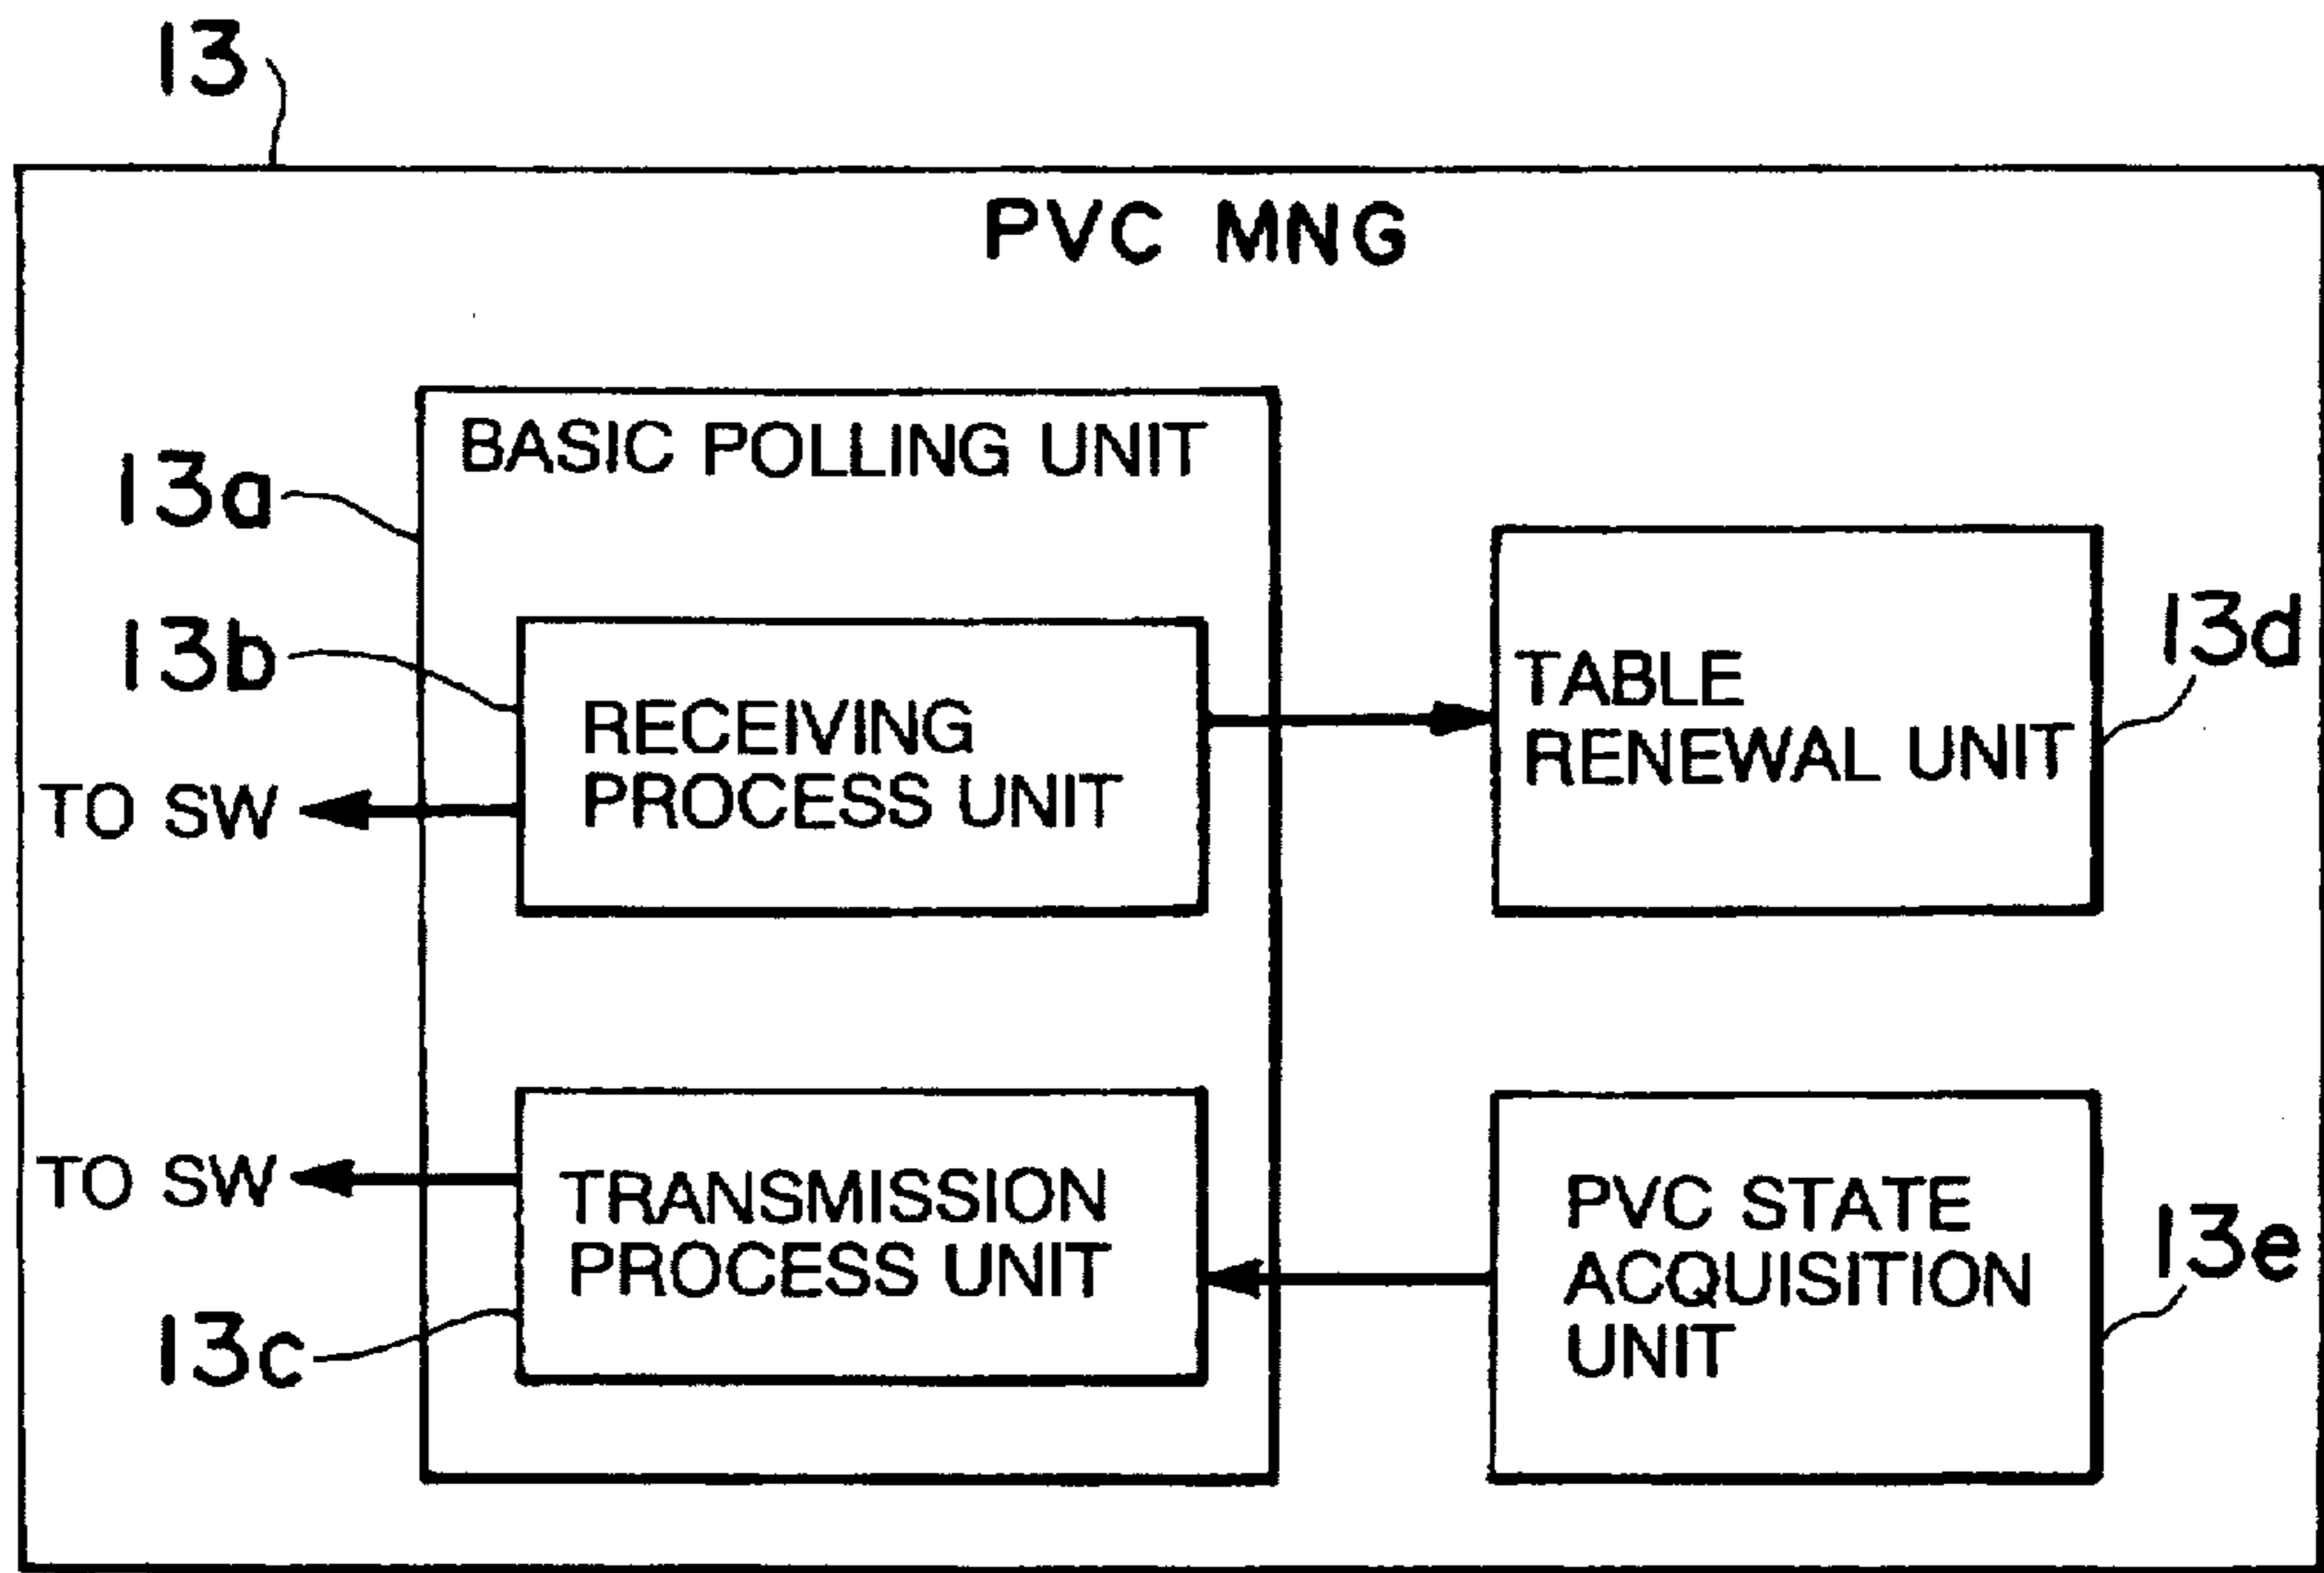 13
PVC MNG
BASIC POLLING UNIT
13a
13b
RECEIVING
PROCESS UNIT
TO SW
TABLE
RENEWAL UNIT
13d
TO SW
TRANSMISSION
PROCESS UNIT
13c
PVC STATE
ACQUISITION
UNIT
13e